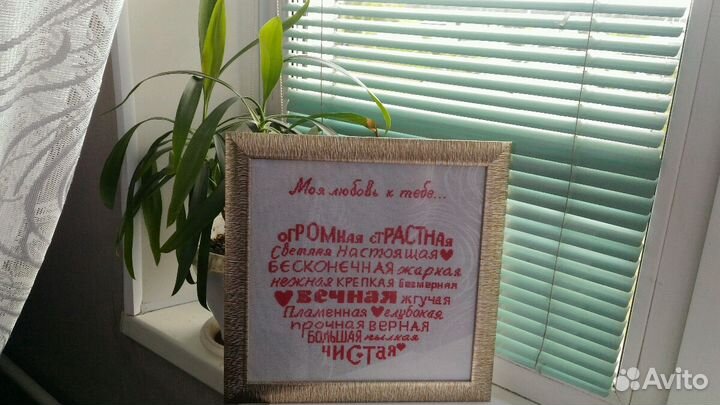 Моя любовь к тебе...
огРОМная стРАСТная
Светлая Настоящая
БЕСКОНЕЧНАЯ жаркая
нежная КРЕПКАЯ безмерная
вечная жгучая
Пламенная глубокая
прочная верная
БОЛЬШАЯ пылкая
ЧИСТАЯ
Avito